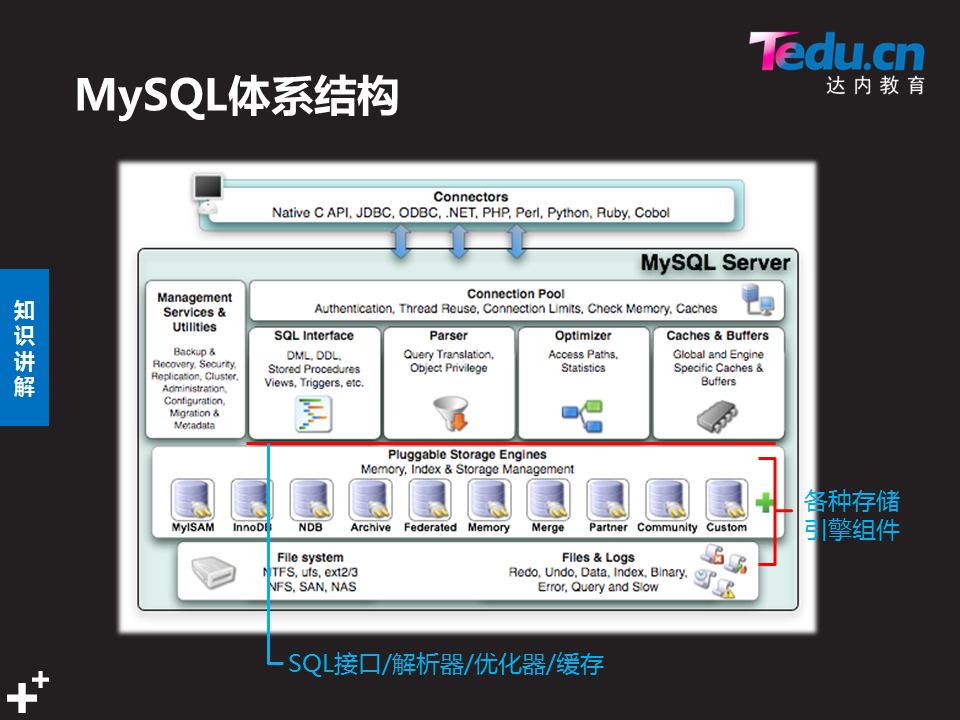 Tedu.cn
达内教育
MySQL体系结构
知
识
讲
解
Connectors
Native C API, JDBC, ODBC, .NET, PHP, Perl, Python, Ruby, Cobol
MySQL Server
Management
Services &
Utilities
Backup &
Recovery, Security,
Replication, Cluster,
Administration,
Configuration,
Migration &
Metadata
Connection Pool
Authentication, Thread Reuse, Connection Limits, Check Memory, Caches
SQL Interface
DML, DDL,
Stored Procedures
Views, Triggers, etc.
Parser
Query Translation,
Object Privilege
Optimizer
Access Paths,
Statistics
Caches & Buffers
Global and Engine
Specific Caches &
Buffers
Pluggable Storage Engines
Memory, Index & Storage Management
MyISAM
InnoDB
NDB
Archive
Federated
Memory
Merge
Partner
Community
Custom
各种存储
引擎组件
File system
NTFS, ufs, ext2/3
NFS, SAN, NAS
Files & Logs
Redo, Undo, Data, Index, Binary,
Error, Query and Slow
SQL接口/解析器/优化器/缓存